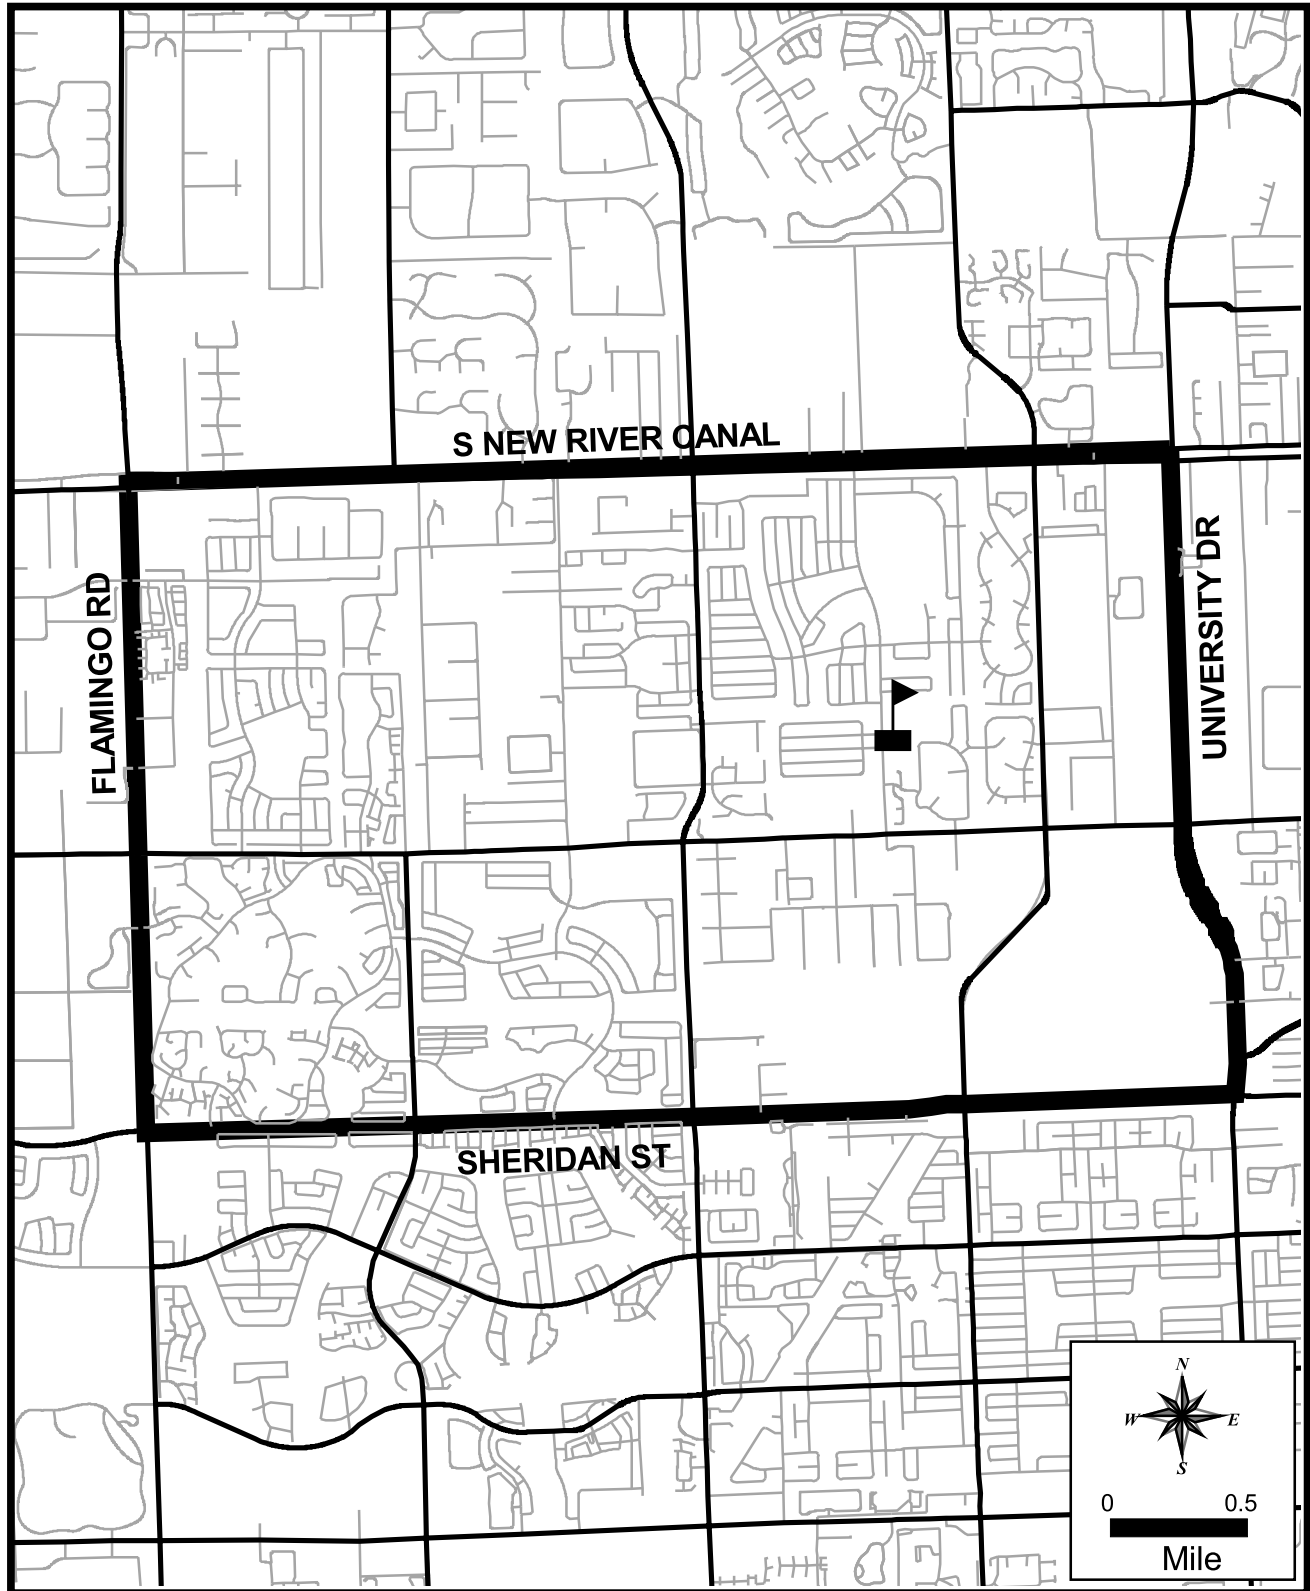 S NEW RIVER CANAL
FLAMINGO RD
UNIVERSITY DR
SHERIDAN ST
N
W E
S
0 0.5
Mile